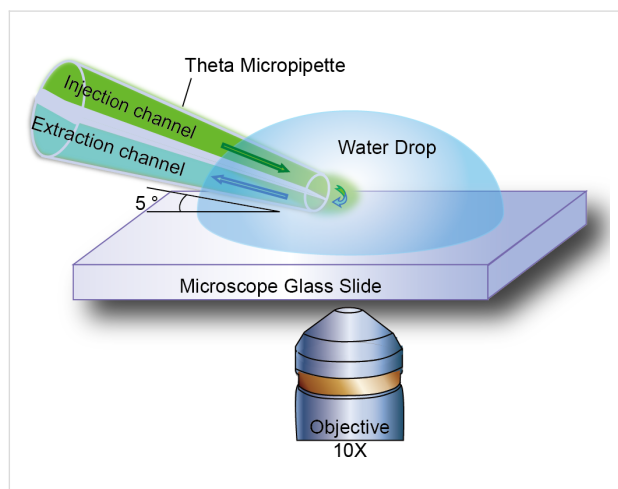 Theta Micropipette
Injection channel
Extraction channel
Water Drop
5 °
Microscope Glass Slide
Objective
10X